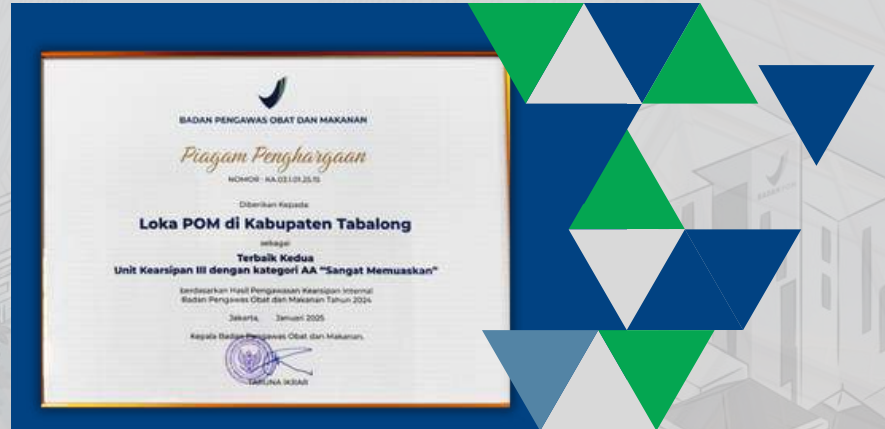 BADAN PENGAWAS OBAT DAN MAKANAN
Piagam Penghargaan
Diberikan Kepada:
Loka POM di Kabupaten Tabalong
sebagai
Terbaik Kedua
Unit Kearsipan III dengan kategori AA “Sangat Memuaskan”
berdasarkan Hasil Pengawasan Kearsipan Internal
Badan Pengawas Obat dan Makanan Tahun 2024
Jakarta, Januari 2025
Kepala Badan Pengawas Obat dan Makanan,
TARUNA IKRAR
BADAN POM